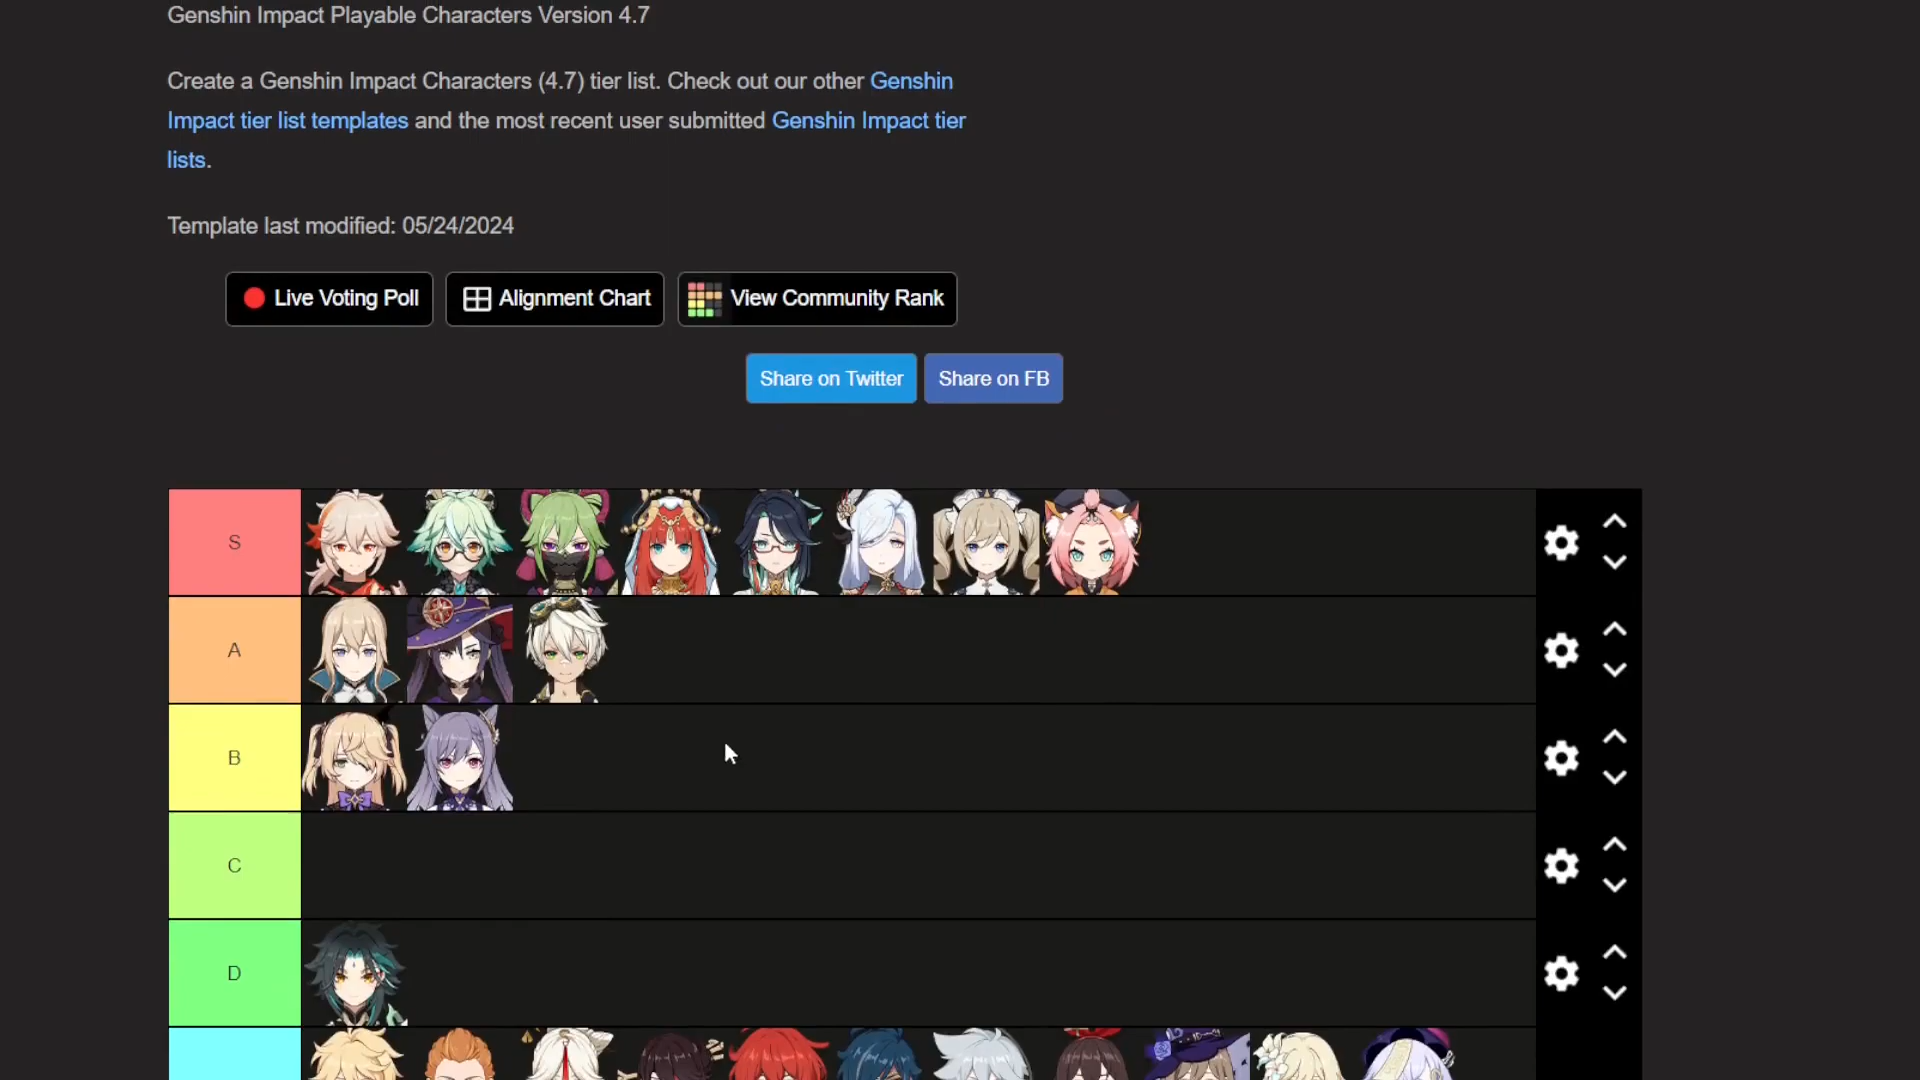 Genshin Impact Playable Characters Version 4.7
Create a Genshin Impact Characters (4.7) tier list. Check out our other Genshin
Impact tier list templates and the most recent user submitted Genshin Impact tier
lists.
Template last modified: 05/24/2024
Live Voting Poll
Alignment Chart
View Community Rank
Share on Twitter
Share on FB
S
A
B
C
D